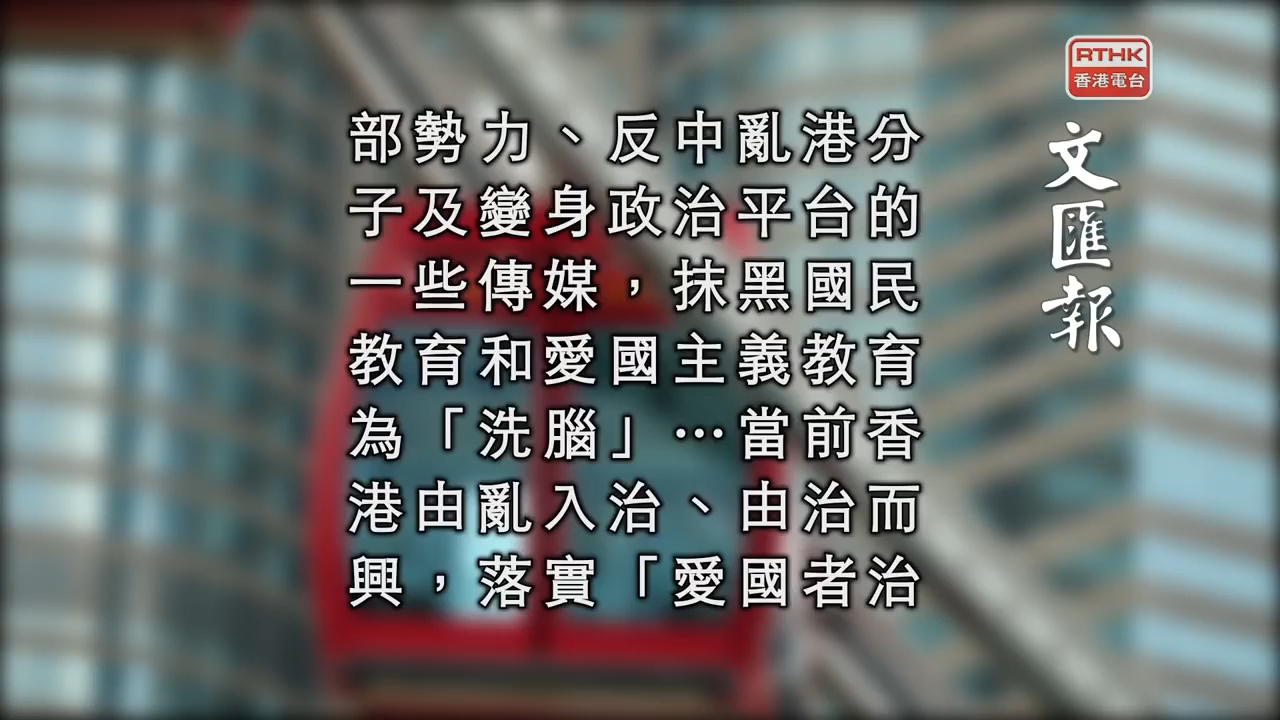 RTHK
香港電台
文匯報
部勢力、反中亂港分
子及變身政治平台的
一些傳媒，抹黑國民
教育和愛國主義教育
為「洗腦」…當前香
港由亂入治、由治而
興，落實「愛國者治